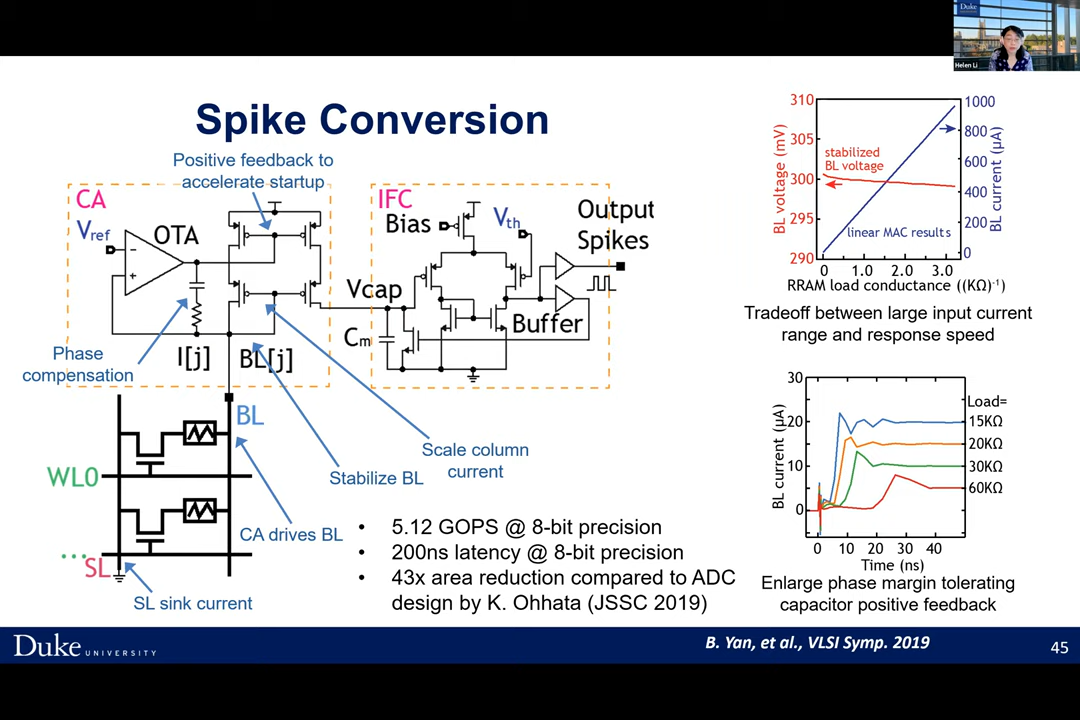 Duke
Helen Li
Spike Conversion
Positive feedback to
accelerate startup
CA
Vref
OTA
IFC
Bias
Vth
Output
Spikes
Vcap
Cm
Buffer
Phase
compensation
I[j]
BL[j]
BL
WL0
...
SL
Scale column
current
Stabilize BL
CA drives BL
SL sink current
• 5.12 GOPS @ 8-bit precision
• 200ns latency @ 8-bit precision
• 43x area reduction compared to ADC
design by K. Ohhata (JSSC 2019)
BL voltage (mV)
310
305
300
295
290
stabilized
BL voltage
linear MAC results
1000
800
600
400
200
0
BL current (μA)
0 1.0 2.0 3.0
RRAM load conductance ((KΩ)⁻¹)
Tradeoff between large input current
range and response speed
BL current (μA)
30
20
10
0
Load=
15KΩ
20KΩ
30KΩ
60KΩ
0 10 20 30 40
Time (ns)
Enlarge phase margin tolerating
capacitor positive feedback
Duke UNIVERSITY
B. Yan, et al., VLSI Symp. 2019
45